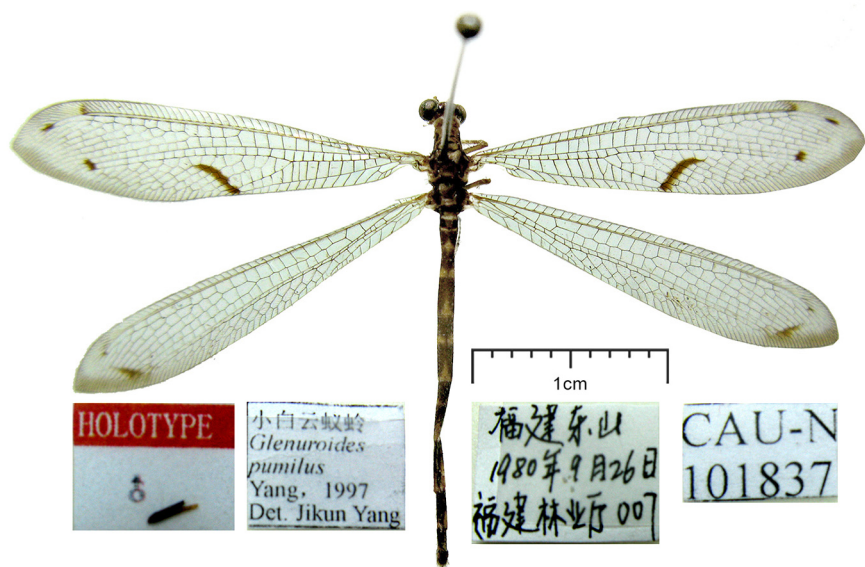 1cm
HOLOTYPE
♂
小白云蚁蛉
Glenuroides
pumilus
Yang, 1997
Det. Jikun Yang
福建东山
1980年9月26日
福建林业厅 007
CAU-N
101837